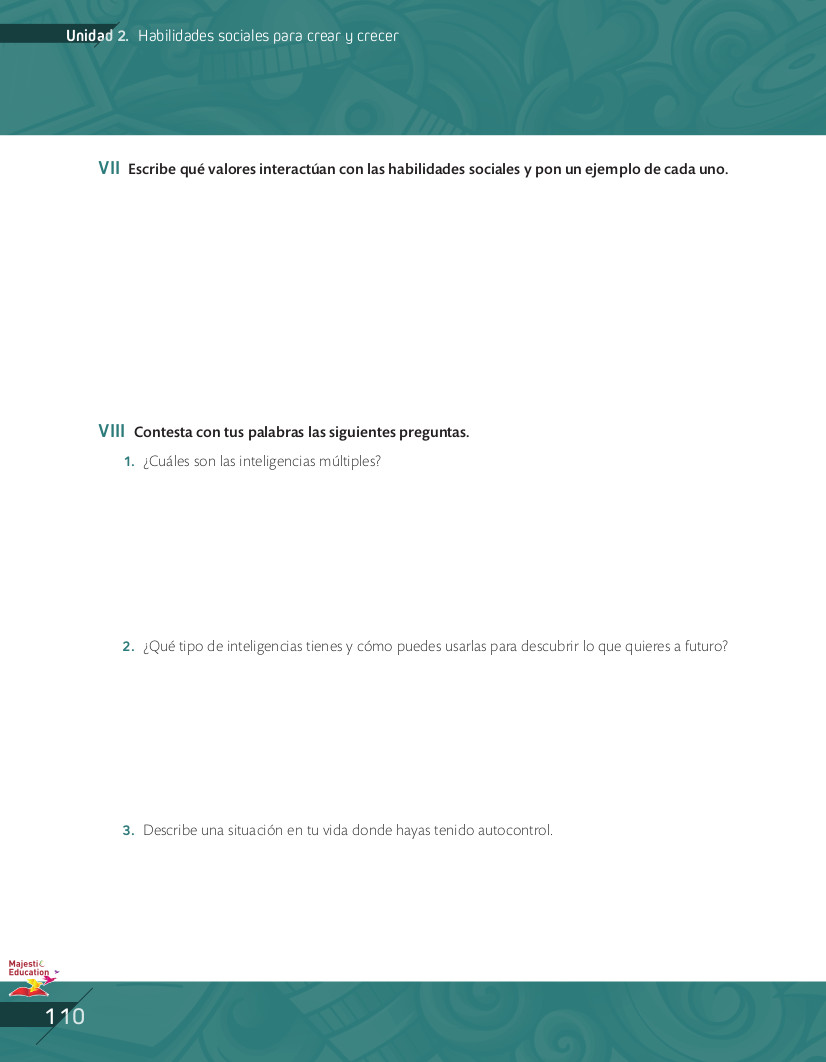 Unidad 2. Habilidades sociales para crear y crecer
VII Escribe qué valores interactúan con las habilidades sociales y pon un ejemplo de cada uno.
VIII Contesta con tus palabras las siguientes preguntas.
1. ¿Cuáles son las inteligencias múltiples?
2. ¿Qué tipo de inteligencias tienes y cómo puedes usarlas para descubrir lo que quieres a futuro?
3. Describe una situación en tu vida donde hayas tenido autocontrol.
Majestic
Education
110